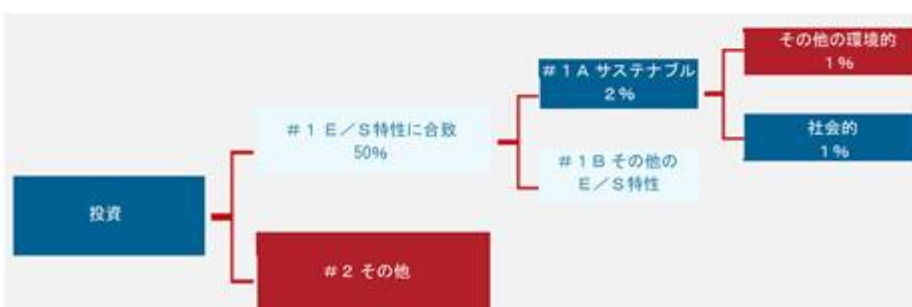 投資
＃１ Ｅ／Ｓ特性に合致
50%
＃２ その他
＃１Ａ サステナブル
２％
＃１Ｂ その他の
Ｅ／Ｓ特性
その他の環境的
１％
社会的
１％